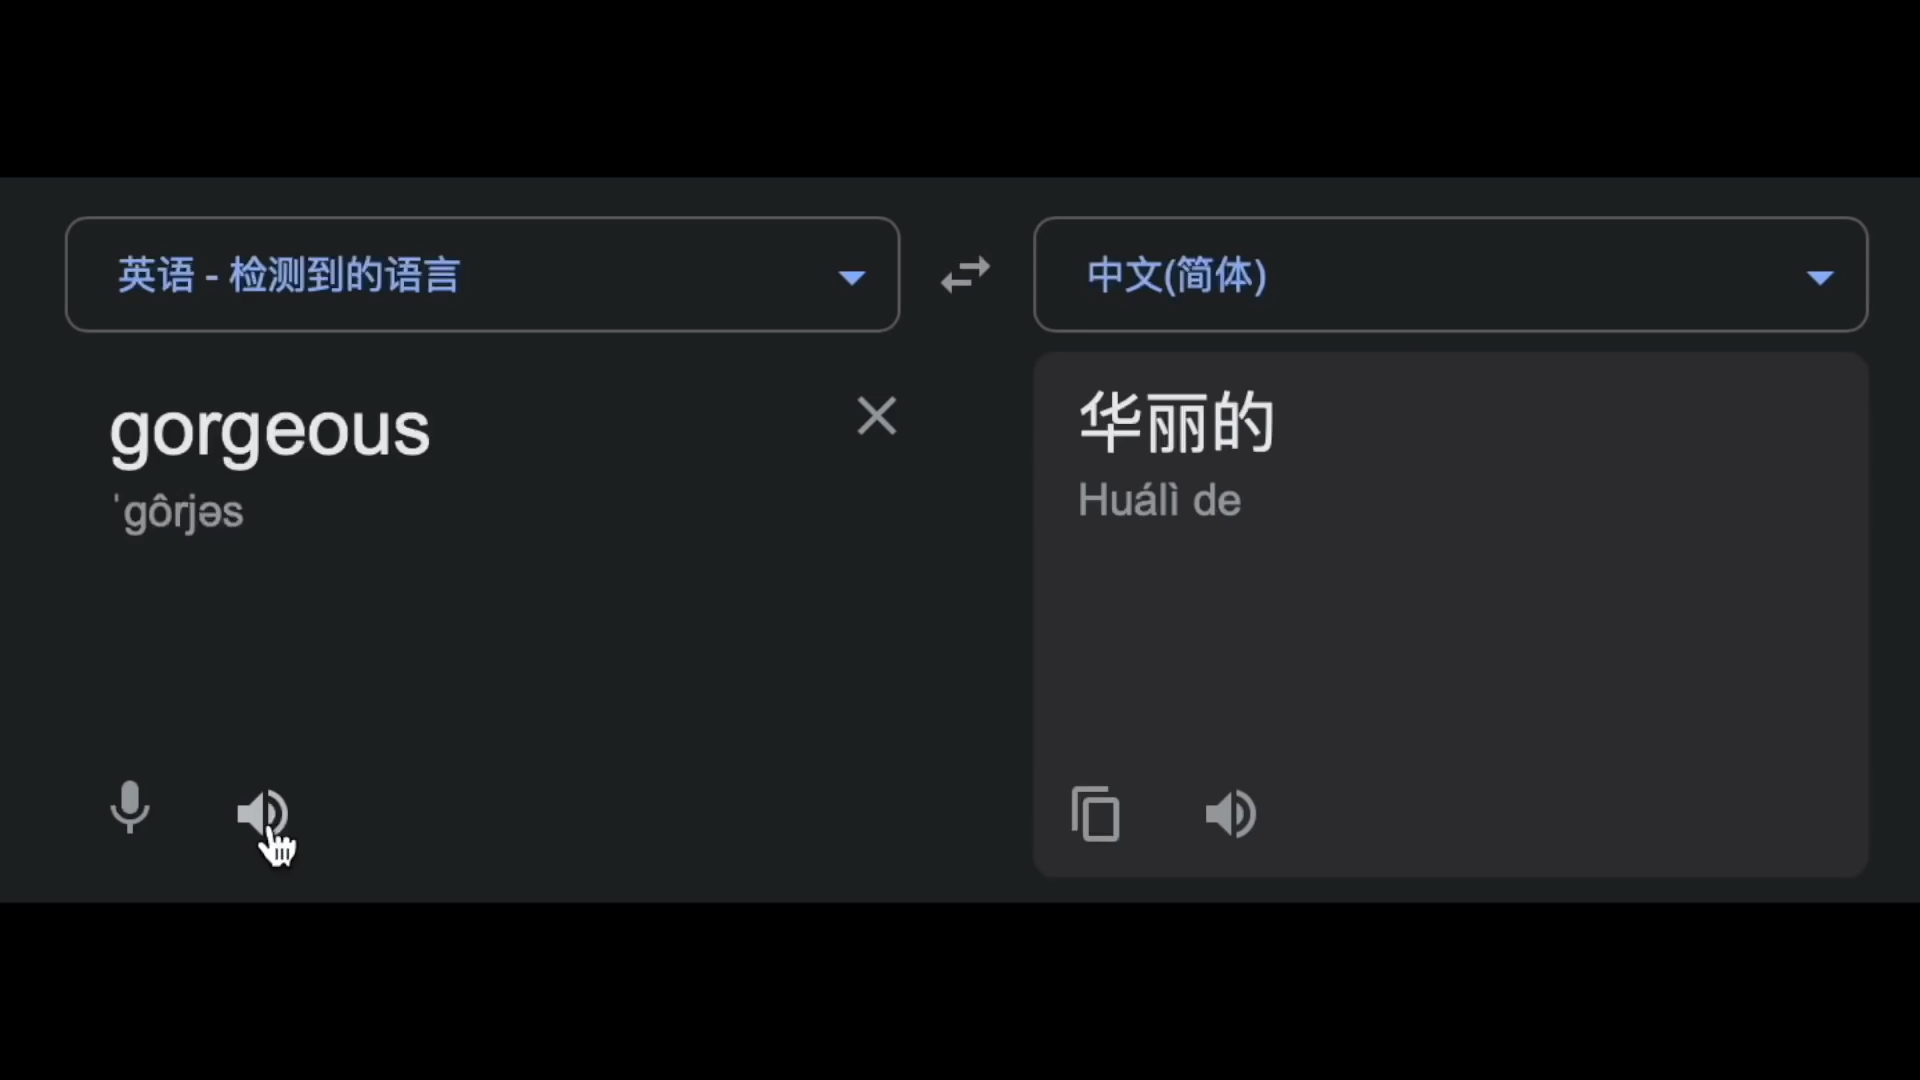 英语 - 检测到的语言
中文(简体)
gorgeous
ˈgôrjəs
华丽的
Huálì de